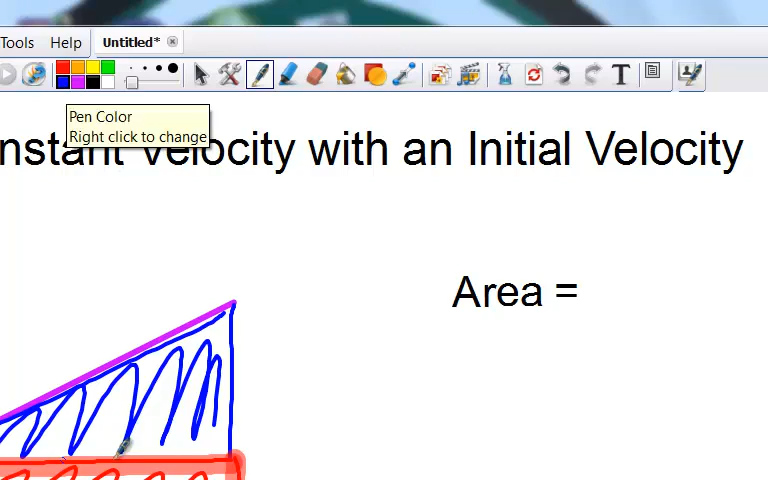 Tools Help Untitled*
T
Pen Color
Right click to change
nstant Velocity with an Initial Velocity
Area =